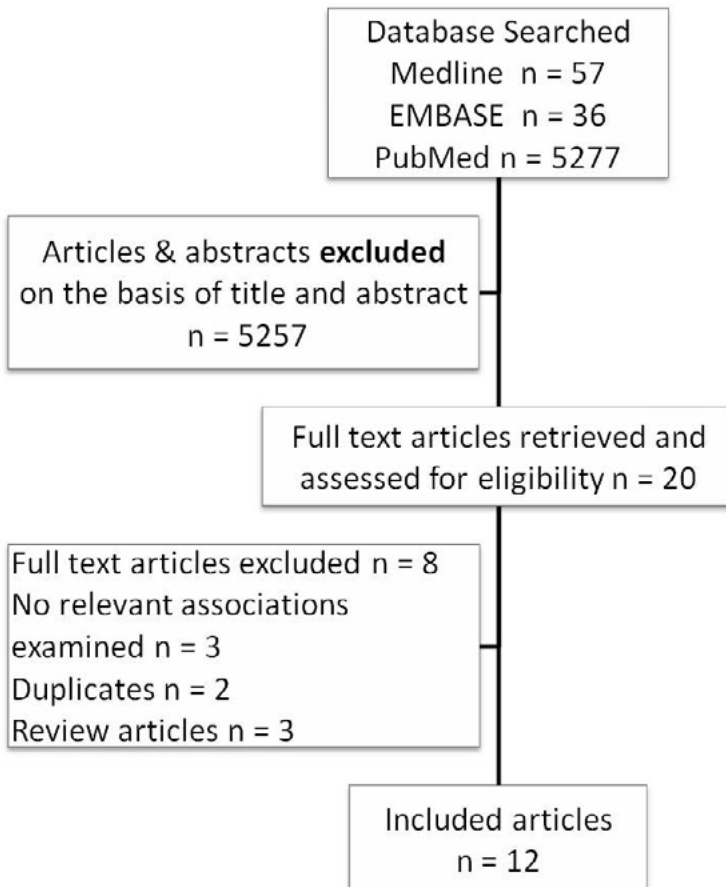 Database Searched
Medline n = 57
EMBASE n = 36
PubMed n = 5277
Articles & abstracts excluded
on the basis of title and abstract
n = 5257
Full text articles retrieved and
assessed for eligibility n = 20
Full text articles excluded n = 8
No relevant associations
examined n = 3
Duplicates n = 2
Review articles n = 3
Included articles
n = 12